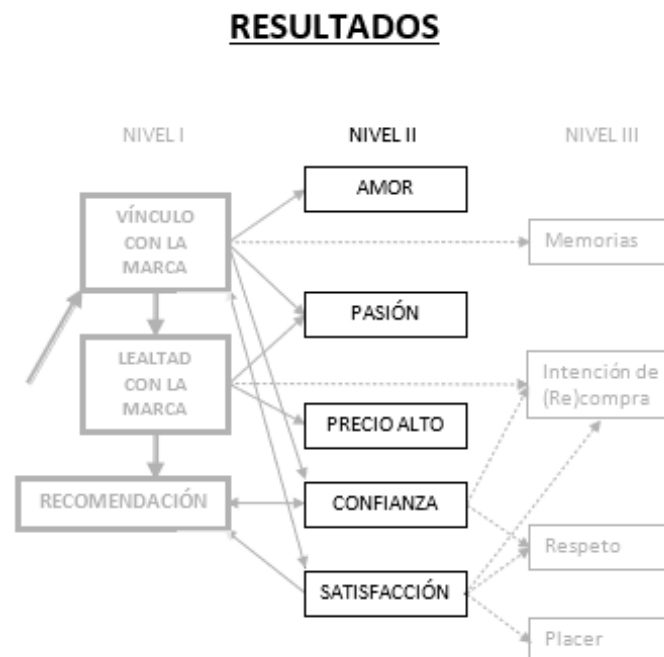 RESULTADOS
NIVEL I
NIVEL II
NIVEL III
AMOR
VÍNCULO
CON LA
MARCA
Memorias
PASIÓN
LEALTAD
CON LA
MARCA
Intención de
(Re)compra
PRECIO ALTO
RECOMENDACIÓN
CONFIANZA
Respeto
SATISFACCIÓN
Placer